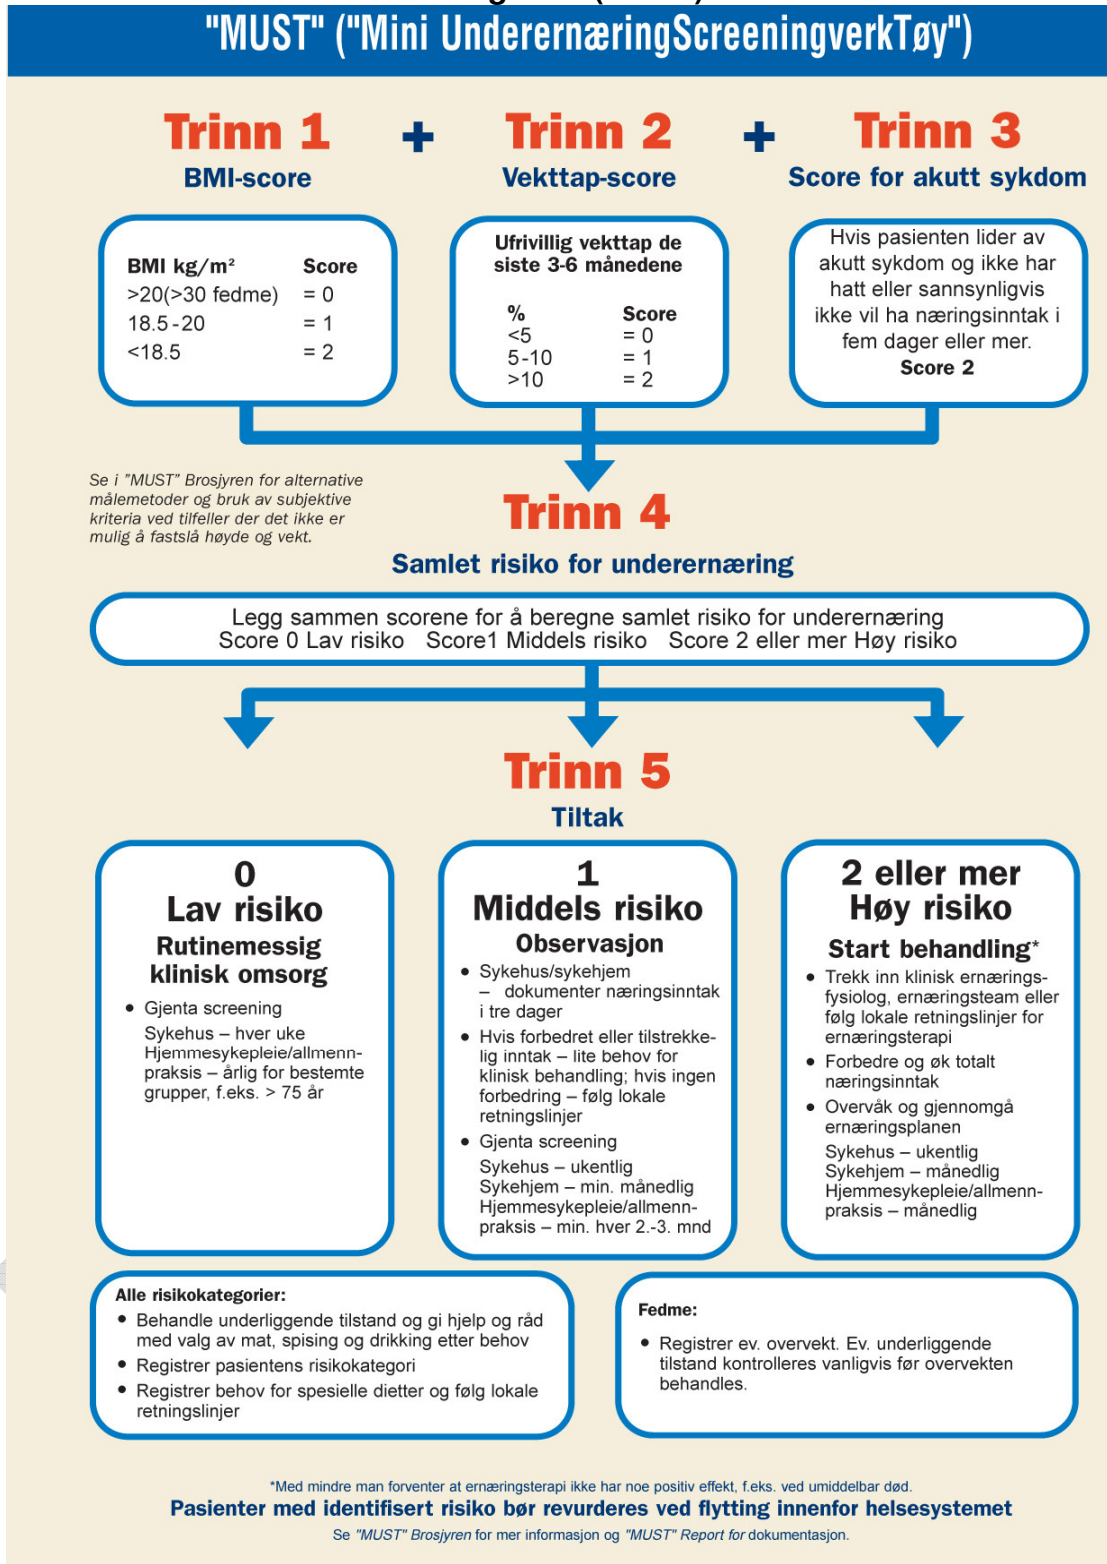 "MUST" ("Mini UnderernæringScreeningverkTøy")
Trinn 1 + Trinn 2 + Trinn 3
BMI-score
Vekttap-score
Score for akutt sykdom
BMI kg/m² Score
>20(>30 fedme) = 0
18.5-20 = 1
<18.5 = 2
Ufrivillig vekttap de
siste 3-6 månedene
% Score
<5 = 0
5-10 = 1
>10 = 2
Hvis pasienten lider av
akutt sykdom og ikke har
hatt eller sannsynligvis
ikke vil ha næringsinntak i
fem dager eller mer.
Score 2
Se i "MUST" Brosjyren for alternative
målemetoder og bruk av subjektive
kriteria ved tilfeller der det ikke er
mulig å fastslå høyde og vekt.
Trinn 4
Samlet risiko for underernæring
Legg sammen scorene for å beregne samlet risiko for underernæring
Score 0 Lav risiko Score1 Middels risiko Score 2 eller mer Høy risiko
Trinn 5
Tiltak
0
Lav risiko
Rutinemessig
klinisk omsorg
• Gjenta screening
Sykehus – hver uke
Hjemmesykepleie/allmenn-
praksis – årlig for bestemte
grupper, f.eks. > 75 år
1
Middels risiko
Observasjon
• Sykehus/sykehjem
– dokumenter næringsinntak
i tre dager
• Hvis forbedret eller tilstrekke-
lig inntak – lite behov for
klinisk behandling; hvis ingen
forbedring – følg lokale
retningslinjer
• Gjenta screening
Sykehus – ukentlig
Sykehjem – min. månedlig
Hjemmesykepleie/allmenn-
praksis – min. hver 2.-3. mnd
2 eller mer
Høy risiko
Start behandling*
• Trekk inn klinisk ernærings-
fysiolog, ernæringsteam eller
følg lokale retningslinjer for
ernæringsterapi
• Forbedre og øk totalt
næringsinntak
• Overvåk og gjennomgå
ernæringsplanen
Sykehus – ukentlig
Sykehjem – månedlig
Hjemmesykepleie/allmenn-
praksis – månedlig
Alle risikokategorier:
• Behandle underliggende tilstand og gi hjelp og råd
med valg av mat, spising og drikking etter behov
• Registrer pasientens risikokategori
• Registrer behov for spesielle dietter og følg lokale
retningslinjer
Fedme:
• Registrer ev. overvekt. Ev. underliggende
tilstand kontrolleres vanligvis før overvekten
behandles.
*Med mindre man forventer at ernæringsterapi ikke har noe positiv effekt, f.eks. ved umiddelbar død.
Pasienter med identifisert risiko bør revurderes ved flytting innenfor helsesystemet
Se "MUST" Brosjyren for mer informasjon og "MUST" Report for dokumentasjon.